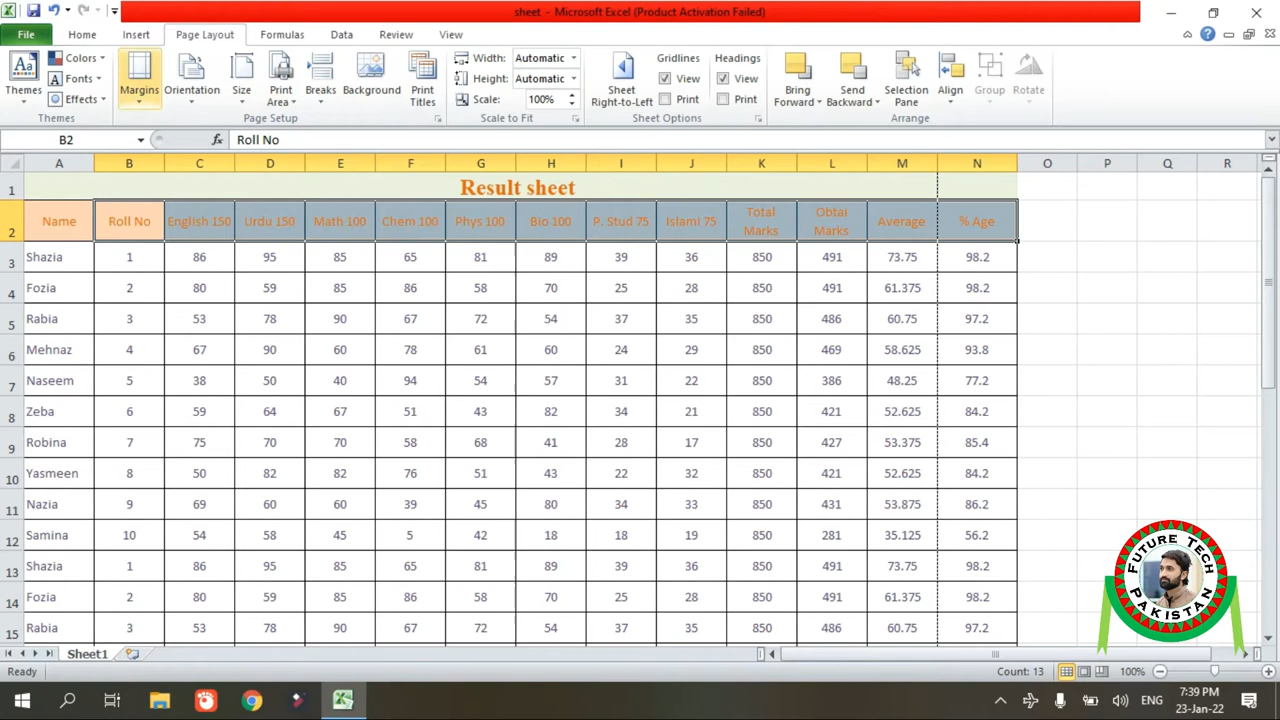 sheet - Microsoft Excel (Product Activation Failed)
File Home Insert Page Layout Formulas Data Review View
Themes Colors Fonts Effects Themes
Margins Orientation Size Print Area Breaks Background Print Titles Page Setup
Width: Automatic
Height: Automatic
Scale: 100%
Scale to Fit
Sheet Right-to-Left
Gridlines Headings
View View
Print Print
Sheet Options
Bring Forward Send Backward Selection Pane Align Group Rotate
Arrange
B2 fx Roll No
A B C D E F G H I J K L M N O P Q R
1 Result sheet
2 Name Roll No English 150 Urdu 150 Math 100 Chem 100 Phys 100 Bio 100 P. Stud 75 Islami 75 Total Marks Obtai Marks Average % Age
3 Shazia 1 86 95 85 65 81 89 39 36 850 491 73.75 98.2
4 Fozia 2 80 59 85 86 58 70 25 28 850 491 61.375 98.2
5 Rabia 3 53 78 90 67 72 54 37 35 850 486 60.75 97.2
6 Mehnaz 4 67 90 60 78 61 60 24 29 850 469 58.625 93.8
7 Naseem 5 38 50 40 94 54 57 31 22 850 386 48.25 77.2
8 Zeba 6 59 64 67 51 43 82 34 21 850 421 52.625 84.2
9 Robina 7 75 70 70 58 68 41 28 17 850 427 53.375 85.4
10 Yasmeen 8 50 82 82 76 51 43 22 32 850 421 52.625 84.2
11 Nazia 9 69 60 60 39 45 80 34 33 850 431 53.875 86.2
12 Samina 10 54 58 45 5 42 18 18 19 850 281 35.125 56.2
13 Shazia 1 86 95 85 65 81 89 39 36 850 491 73.75 98.2
14 Fozia 2 80 59 85 86 58 70 25 28 850 491 61.375 98.2
15 Rabia 3 53 78 90 67 72 54 37 35 850 486 60.75 97.2
FUTURE TECH
PAKISTAN
Sheet1
Ready Count: 13 100%
ENG 7:39 PM
23-Jan-22